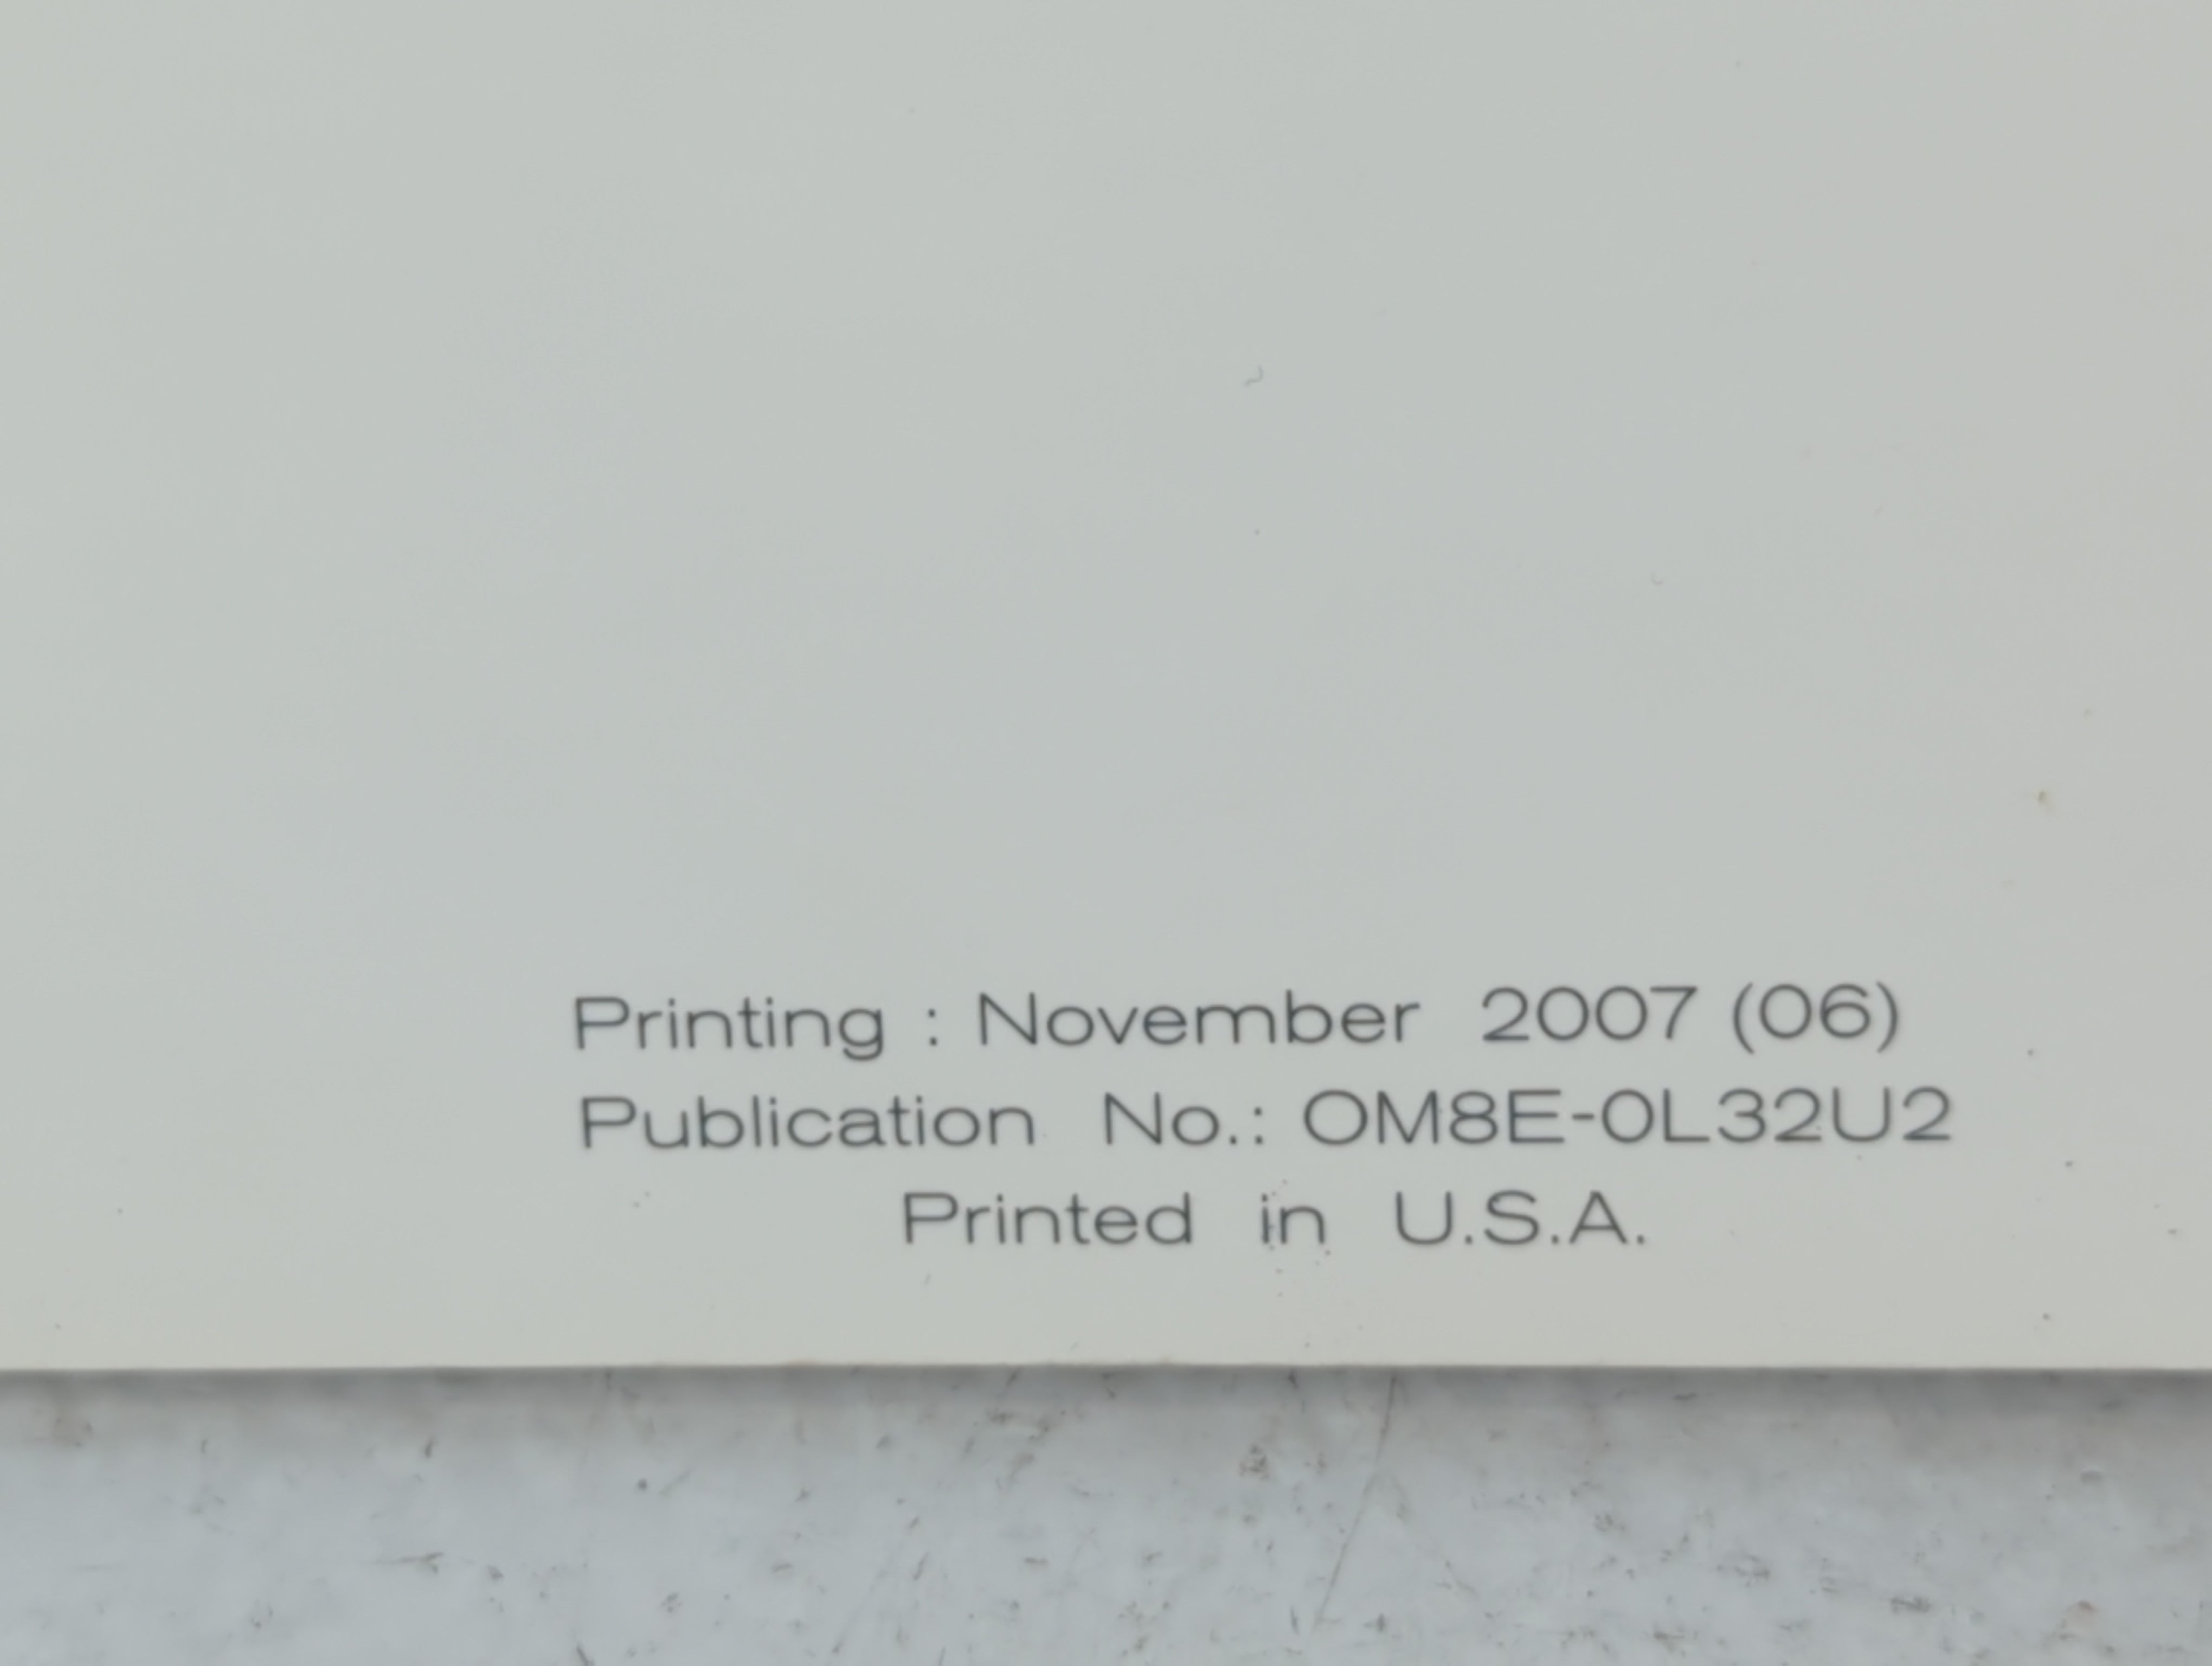 Printing : November 2007 (06)
Publication No.: OM8E-0L32U2
Printed in U.S.A.